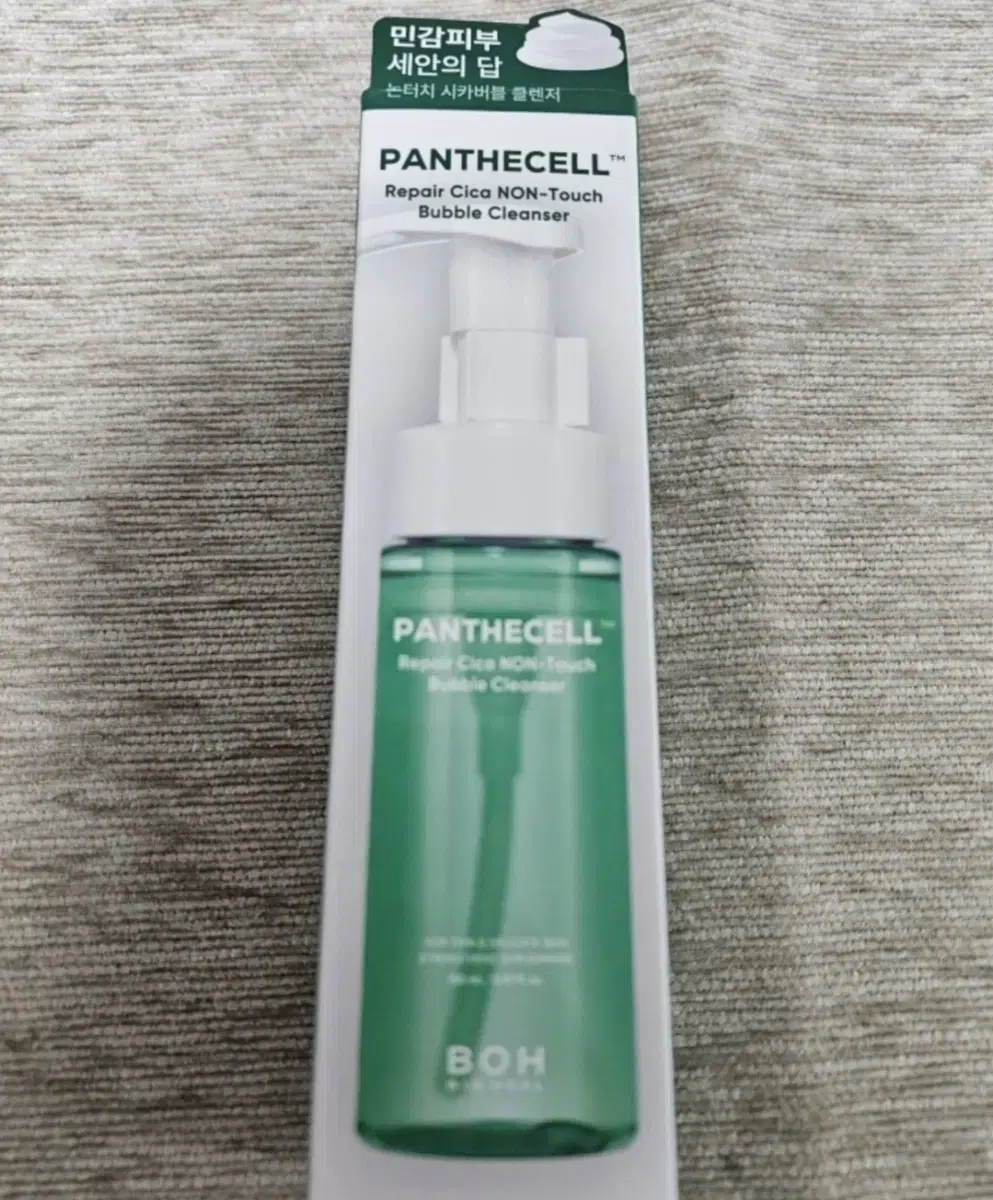 민감피부
세안의 답
논터치 시카버블 클렌저
PANTHECELL™
Repair Cica NON-Touch
Bubble Cleanser
PANTHECELL™
Repair Cica NON-Touch
Bubble Cleanser
BOH